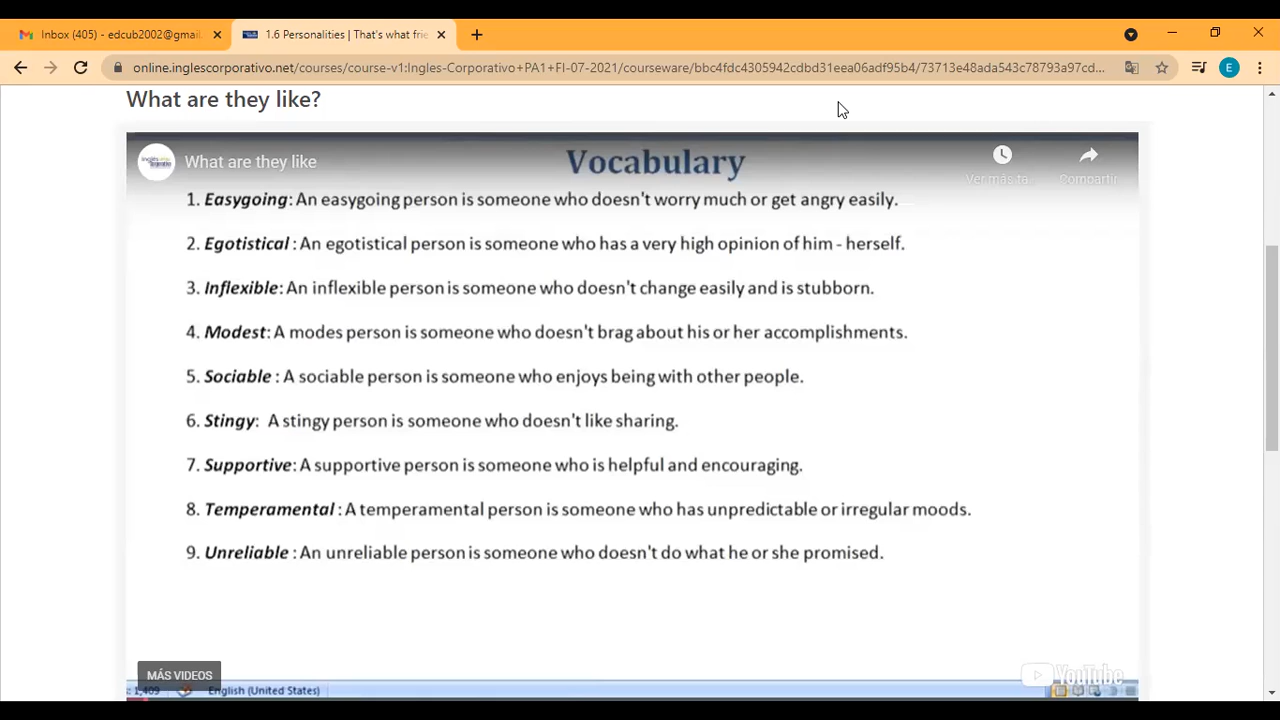 Inbox (405) - edcub2002@gmai
1.6 Personalities | That's what frie
online.inglescorporativo.net/courses/course-v1:Ingles-Corporativo+PA1+FI-07-2021/courseware/bbc4fdc4305942cdbd31eea06adf95b4/73713e48ada543c78793a97cd...
E
What are they like?
What are they like
Vocabulary
Ver más ta...
Compartir
1. Easygoing: An easygoing person is someone who doesn't worry much or get angry easily.
2. Egotistical : An egotistical person is someone who has a very high opinion of him - herself.
3. Inflexible: An inflexible person is someone who doesn't change easily and is stubborn.
4. Modest: A modes person is someone who doesn't brag about his or her accomplishments.
5. Sociable : A sociable person is someone who enjoys being with other people.
6. Stingy: A stingy person is someone who doesn't like sharing.
7. Supportive: A supportive person is someone who is helpful and encouraging.
8. Temperamental : A temperamental person is someone who has unpredictable or irregular moods.
9. Unreliable : An unreliable person is someone who doesn't do what he or she promised.
MÁS VIDEOS
YouTube
: 1,409 English (United States)